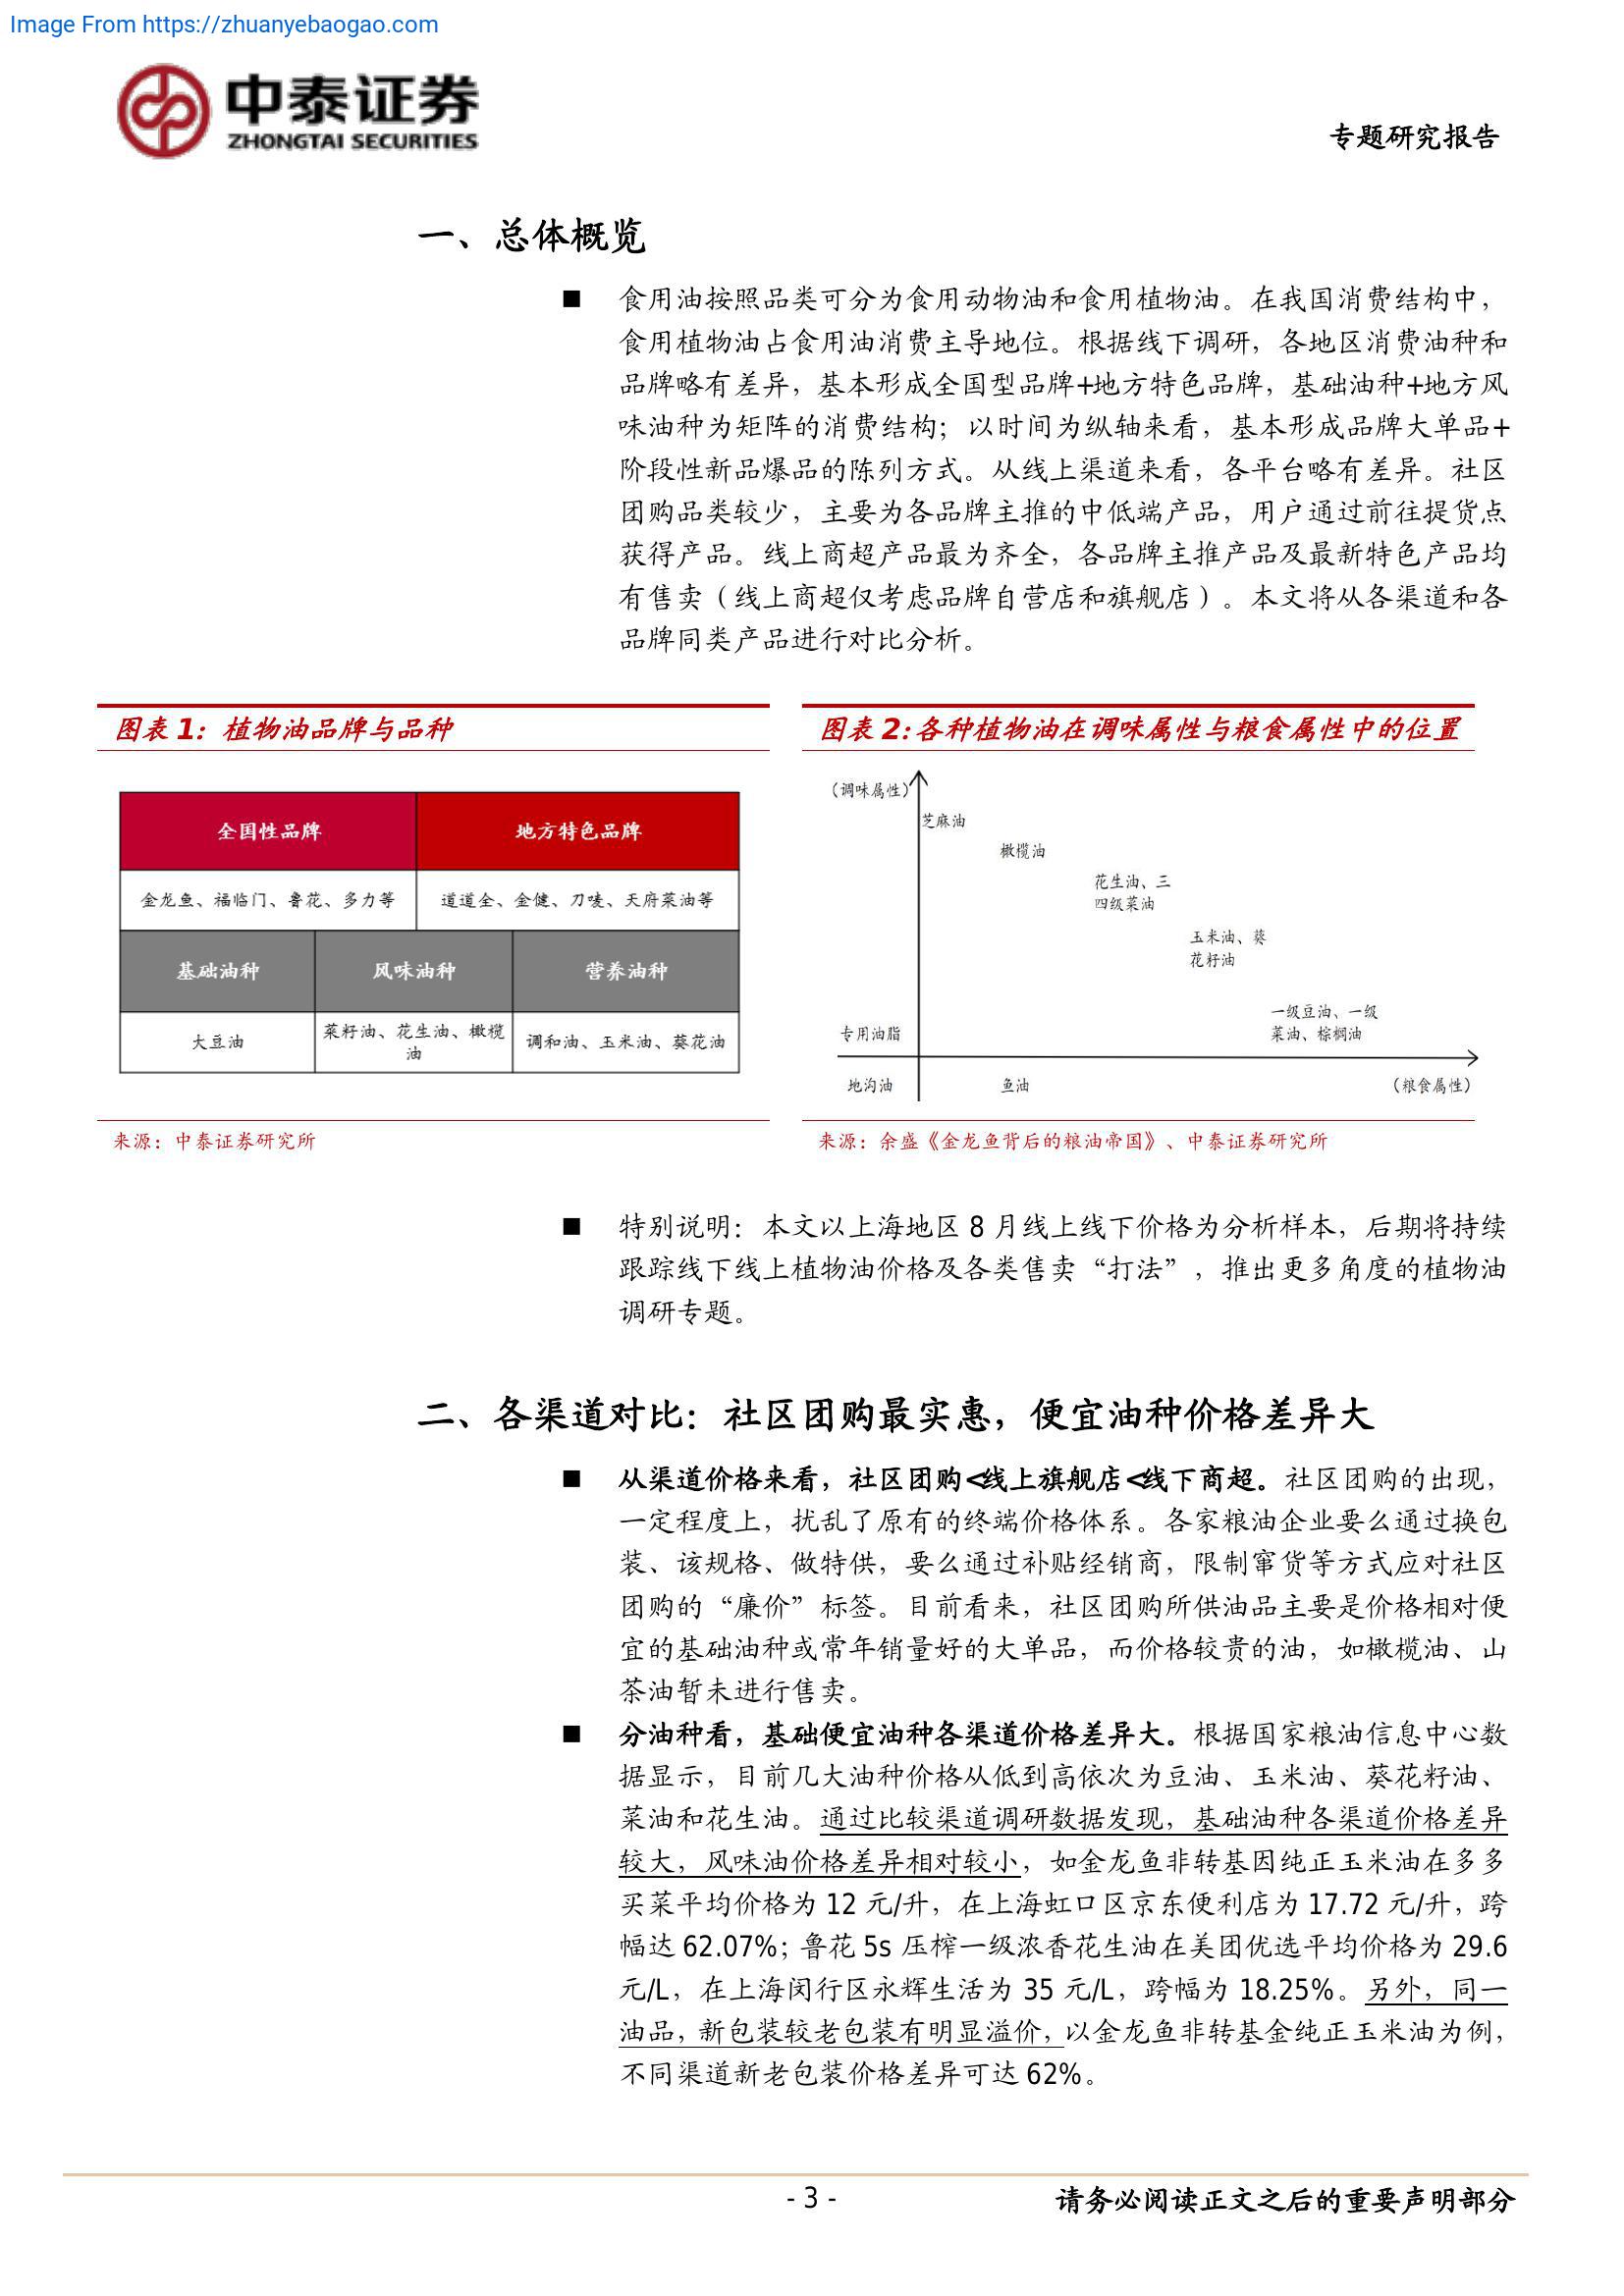 Image From https://zhuanyebaogao.com
中泰证券
ZHONGTAI SECURITIES
专题研究报告
一、总体概览
■ 食用油按照品类可分为食用动物油和食用植物油。在我国消费结构中，
食用植物油占食用油消费主导地位。根据线下调研，各地区消费油种和
品牌略有差异，基本形成全国型品牌+地方特色品牌，基础油种+地方风
味油种为矩阵的消费结构；以时间为纵轴来看，基本形成品牌大单品+
阶段性新品爆品的陈列方式。从线上渠道来看，各平台略有差异。社区
团购品类较少，主要为各品牌主推的中低端产品，用户通过前往提货点
获得产品。线上商超产品最为齐全，各品牌主推产品及最新特色产品均
有售卖（线上商超仅考虑品牌自营店和旗舰店）。本文将从各渠道和各
品牌同类产品进行对比分析。
图表 1：植物油品牌与品种
全国性品牌 地方特色品牌
金龙鱼、福临门、鲁花、多力等 道道全、金健、刀唛、天府菜油等
基础油种 风味油种 营养油种
大豆油 菜籽油、花生油、橄榄
油 调和油、玉米油、葵花油
来源：中泰证券研究所
图表 2：各种植物油在调味属性与粮食属性中的位置
（调味属性）
芝麻油
橄榄油
花生油、三
四级菜油
玉米油、葵
花籽油
一级豆油、一级
菜油、棕榈油
专用油脂
地沟油 鱼油 （粮食属性）
来源：余盛《金龙鱼背后的粮油帝国》、中泰证券研究所
■ 特别说明：本文以上海地区 8 月线上线下价格为分析样本，后期将持续
跟踪线下线上植物油价格及各类售卖“打法”，推出更多角度的植物油
调研专题。
二、各渠道对比：社区团购最实惠，便宜油种价格差异大
■ 从渠道价格来看，社区团购<线上旗舰店<线下商超。社区团购的出现，
一定程度上，扰乱了原有的终端价格体系。各家粮油企业要么通过换包
装、该规格、做特供，要么通过补贴经销商，限制窜货等方式应对社区
团购的“廉价”标签。目前看来，社区团购所供油品主要是价格相对便
宜的基础油种或常年销量好的大单品，而价格较贵的油，如橄榄油、山
茶油暂未进行售卖。
■ 分油种看，基础便宜油种各渠道价格差异大。根据国家粮油信息中心数
据显示，目前几大油种价格从低到高依次为豆油、玉米油、葵花籽油、
菜油和花生油。通过比较渠道调研数据发现，基础油种各渠道价格差异
较大，风味油价格差异相对较小，如金龙鱼非转基因纯正玉米油在多多
买菜平均价格为 12 元/升，在上海虹口区京东便利店为 17.72 元/升，跨
幅达 62.07%；鲁花 5s 压榨一级浓香花生油在美团优选平均价格为 29.6
元/L，在上海闵行区永辉生活为 35 元/L，跨幅为 18.25%。另外，同一
油品，新包装较老包装有明显溢价，以金龙鱼非转基金纯正玉米油为例，
不同渠道新老包装价格差异可达 62%。
- 3 -
请务必阅读正文之后的重要声明部分